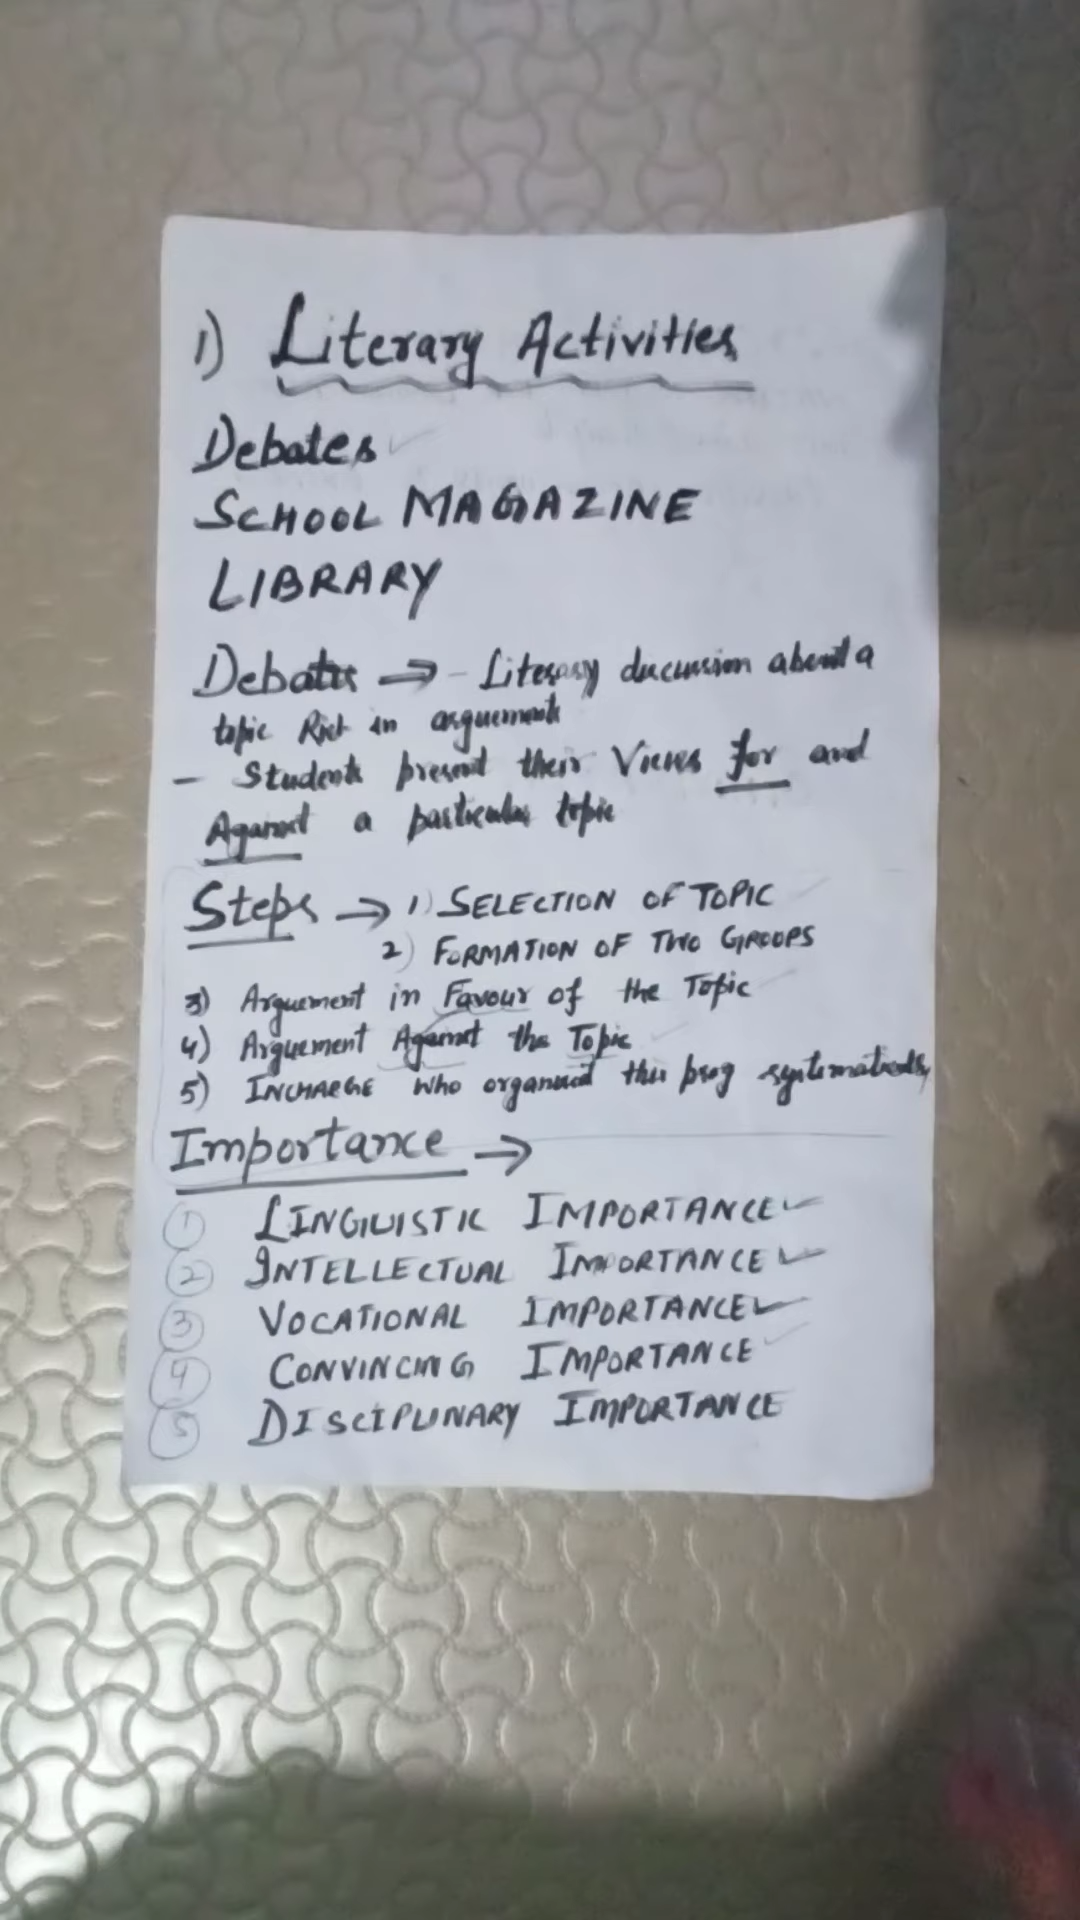 1) Literary Activities
Debates
SCHOOL MAGAZINE
LIBRARY
Debates → - Literary discussion about a
topic Rich in arguements
- Students present their Views for and
Against a particular topic
Steps → 1) SELECTION OF TOPIC
2) FORMATION OF TWO GROUPS
3) Arguement in Favour of the Topic
4) Arguement Against the Topic
5) INCHARGE who organised this prog systematically
Importance →
1 LINGUISTIC IMPORTANCE
2 INTELLECTUAL IMPORTANCE
3 VOCATIONAL IMPORTANCE
4 CONVINCING IMPORTANCE
5 DISCIPLINARY IMPORTANCE